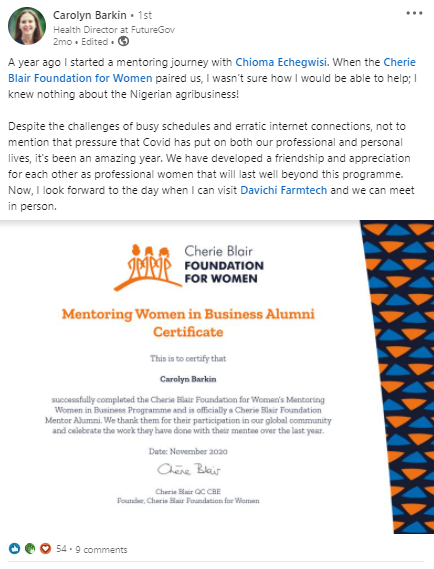 Carolyn Barkin • 1st
Health Director at FutureGov
2mo • Edited •
A year ago I started a mentoring journey with Chioma Echegwisi. When the Cherie
Blair Foundation for Women paired us, I wasn't sure how I would be able to help; I
knew nothing about the Nigerian agribusiness!
Despite the challenges of busy schedules and erratic internet connections, not to
mention that pressure that Covid has put on both our professional and personal
lives, it's been an amazing year. We have developed a friendship and appreciation
for each other as professional women that will last well beyond this programme.
Now, I look forward to the day when I can visit Davichi Farmtech and we can meet
in person.
Cherie Blair
FOUNDATION
FOR WOMEN
Mentoring Women in Business Alumni
Certificate
This is to certify that
Carolyn Barkin
successfully completed the Cherie Blair Foundation for Women's Mentoring
Women in Business Programme and is officially a Cherie Blair Foundation
Mentor Alumni. We thank them for their participation in our global community
and celebrate the work they have done with their mentee over the last year.
Date: November 2020
Cherie Blair
Cherie Blair QC CBE
Founder, Cherie Blair Foundation for Women
54 • 9 comments